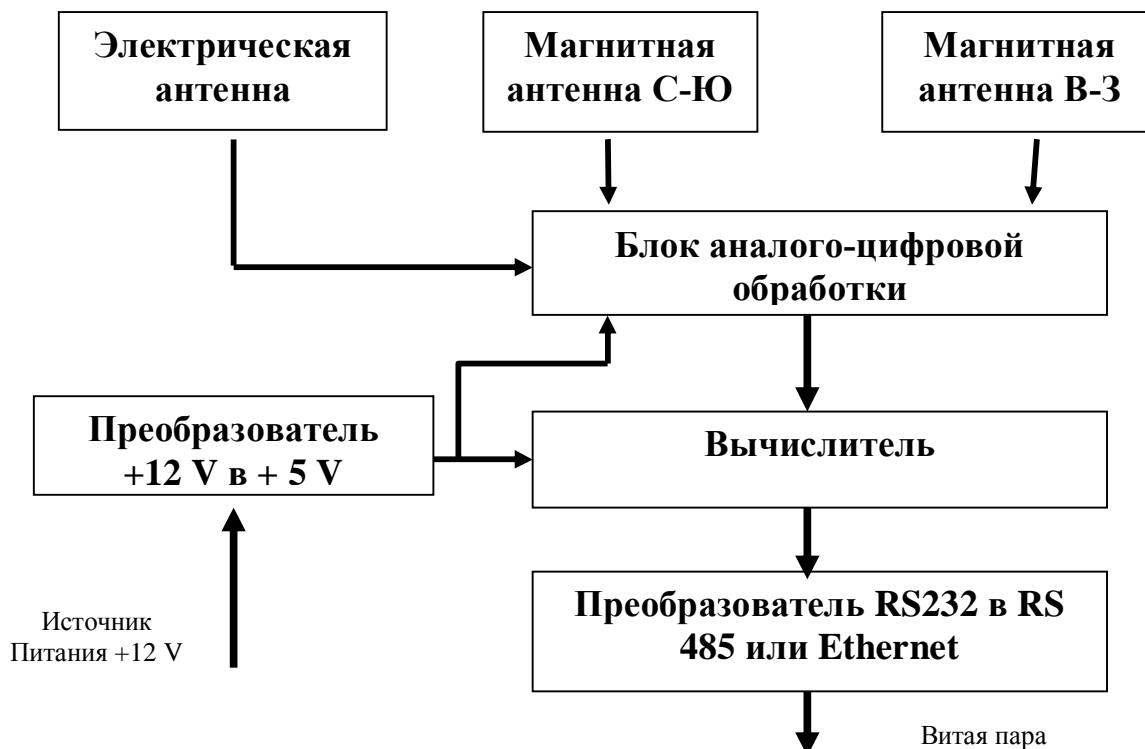 Электрическая
антенна
Магнитная
антенна С-Ю
Магнитная
антенна В-З
Блок аналого-цифровой
обработки
Преобразователь
+12 V в + 5 V
Вычислитель
Источник
Питания +12 V
Преобразователь RS232 в RS
485 или Ethernet
Витая пара